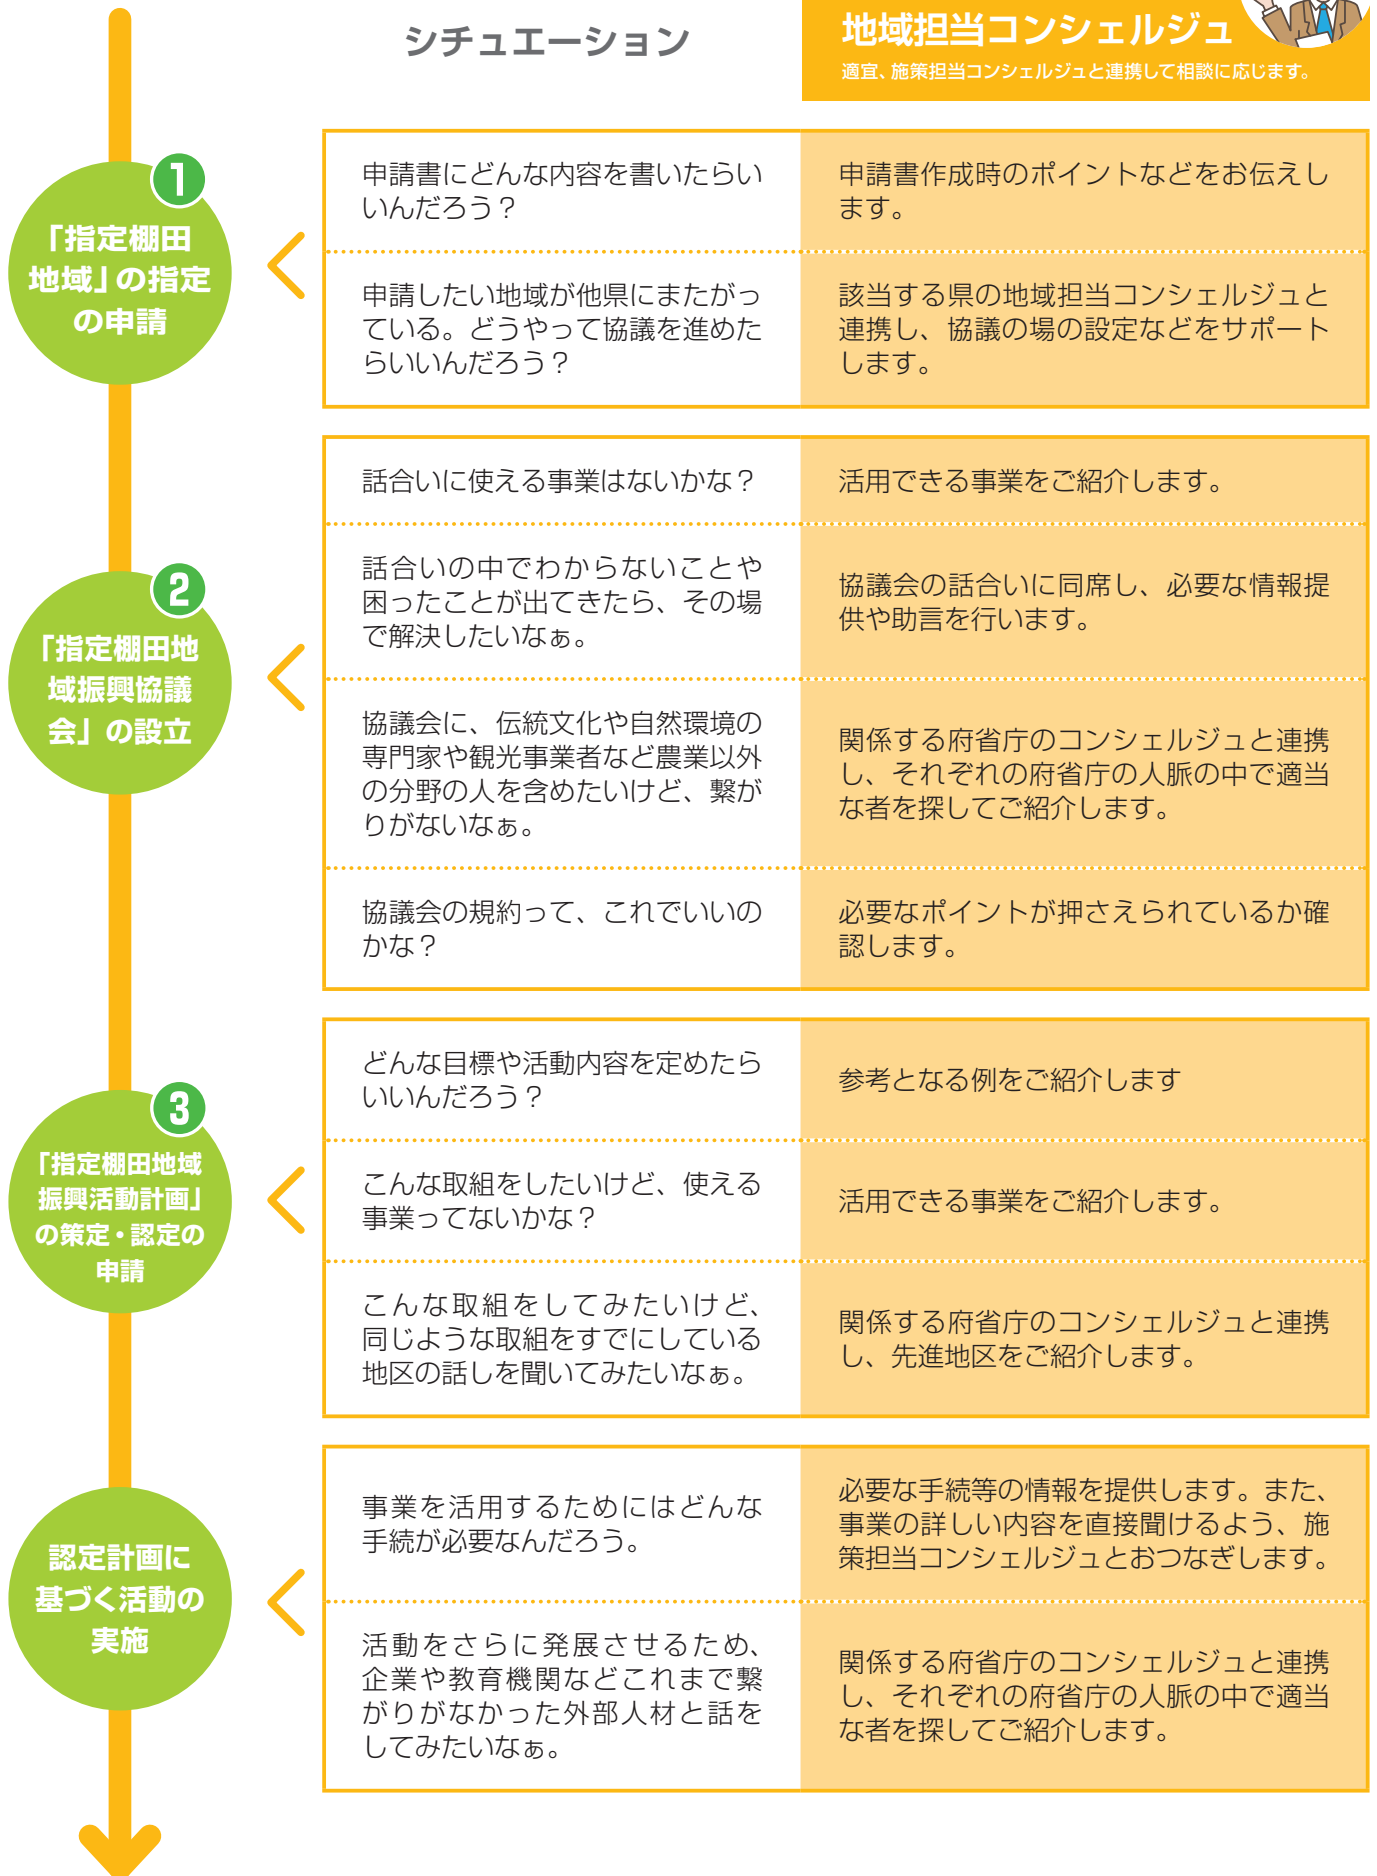 シチュエーション
地域担当コンシェルジュ
適宜、施策担当コンシェルジュと連携して相談に応じます。
1
「指定棚田
地域」の指定
の申請
申請書にどんな内容を書いたらい
いんだろう？
申請書作成時のポイントなどをお伝えし
ます。
申請したい地域が他県にまたがっ
ている。どうやって協議を進めた
らいいんだろう？
該当する県の地域担当コンシェルジュと
連携し、協議の場の設定などをサポート
します。
2
「指定棚田地
域振興協議
会」の設立
話合いに使える事業はないかな？
活用できる事業をご紹介します。
話合いの中でわからないことや
困ったことが出てきたら、その場
で解決したいなぁ。
協議会の話合いに同席し、必要な情報提
供や助言を行います。
協議会に、伝統文化や自然環境の
専門家や観光事業者など農業以外
の分野の人を含めたいけど、繋が
りがないなぁ。
関係する府省庁のコンシェルジュと連携
し、それぞれの府省庁の人脈の中で適当
な者を探してご紹介します。
協議会の規約って、これでいいの
かな？
必要なポイントが押さえられているか確
認します。
3
「指定棚田地域
振興活動計画」
の策定・認定の
申請
どんな目標や活動内容を定めたら
いいんだろう？
参考となる例をご紹介します
こんな取組をしたいけど、使える
事業ってないかな？
活用できる事業をご紹介します。
こんな取組をしてみたいけど、
同じような取組をすでにしている
地区の話しを聞いてみたいなぁ。
関係する府省庁のコンシェルジュと連携
し、先進地区をご紹介します。
認定計画に
基づく活動の
実施
事業を活用するためにはどんな
手続が必要なんだろう。
必要な手続等の情報を提供します。また、
事業の詳しい内容を直接聞けるよう、施
策担当コンシェルジュとおつなぎします。
活動をさらに発展させるため、
企業や教育機関などこれまで繋
がりがなかった外部人材と話を
してみたいなぁ。
関係する府省庁のコンシェルジュと連携
し、それぞれの府省庁の人脈の中で適当
な者を探してご紹介します。